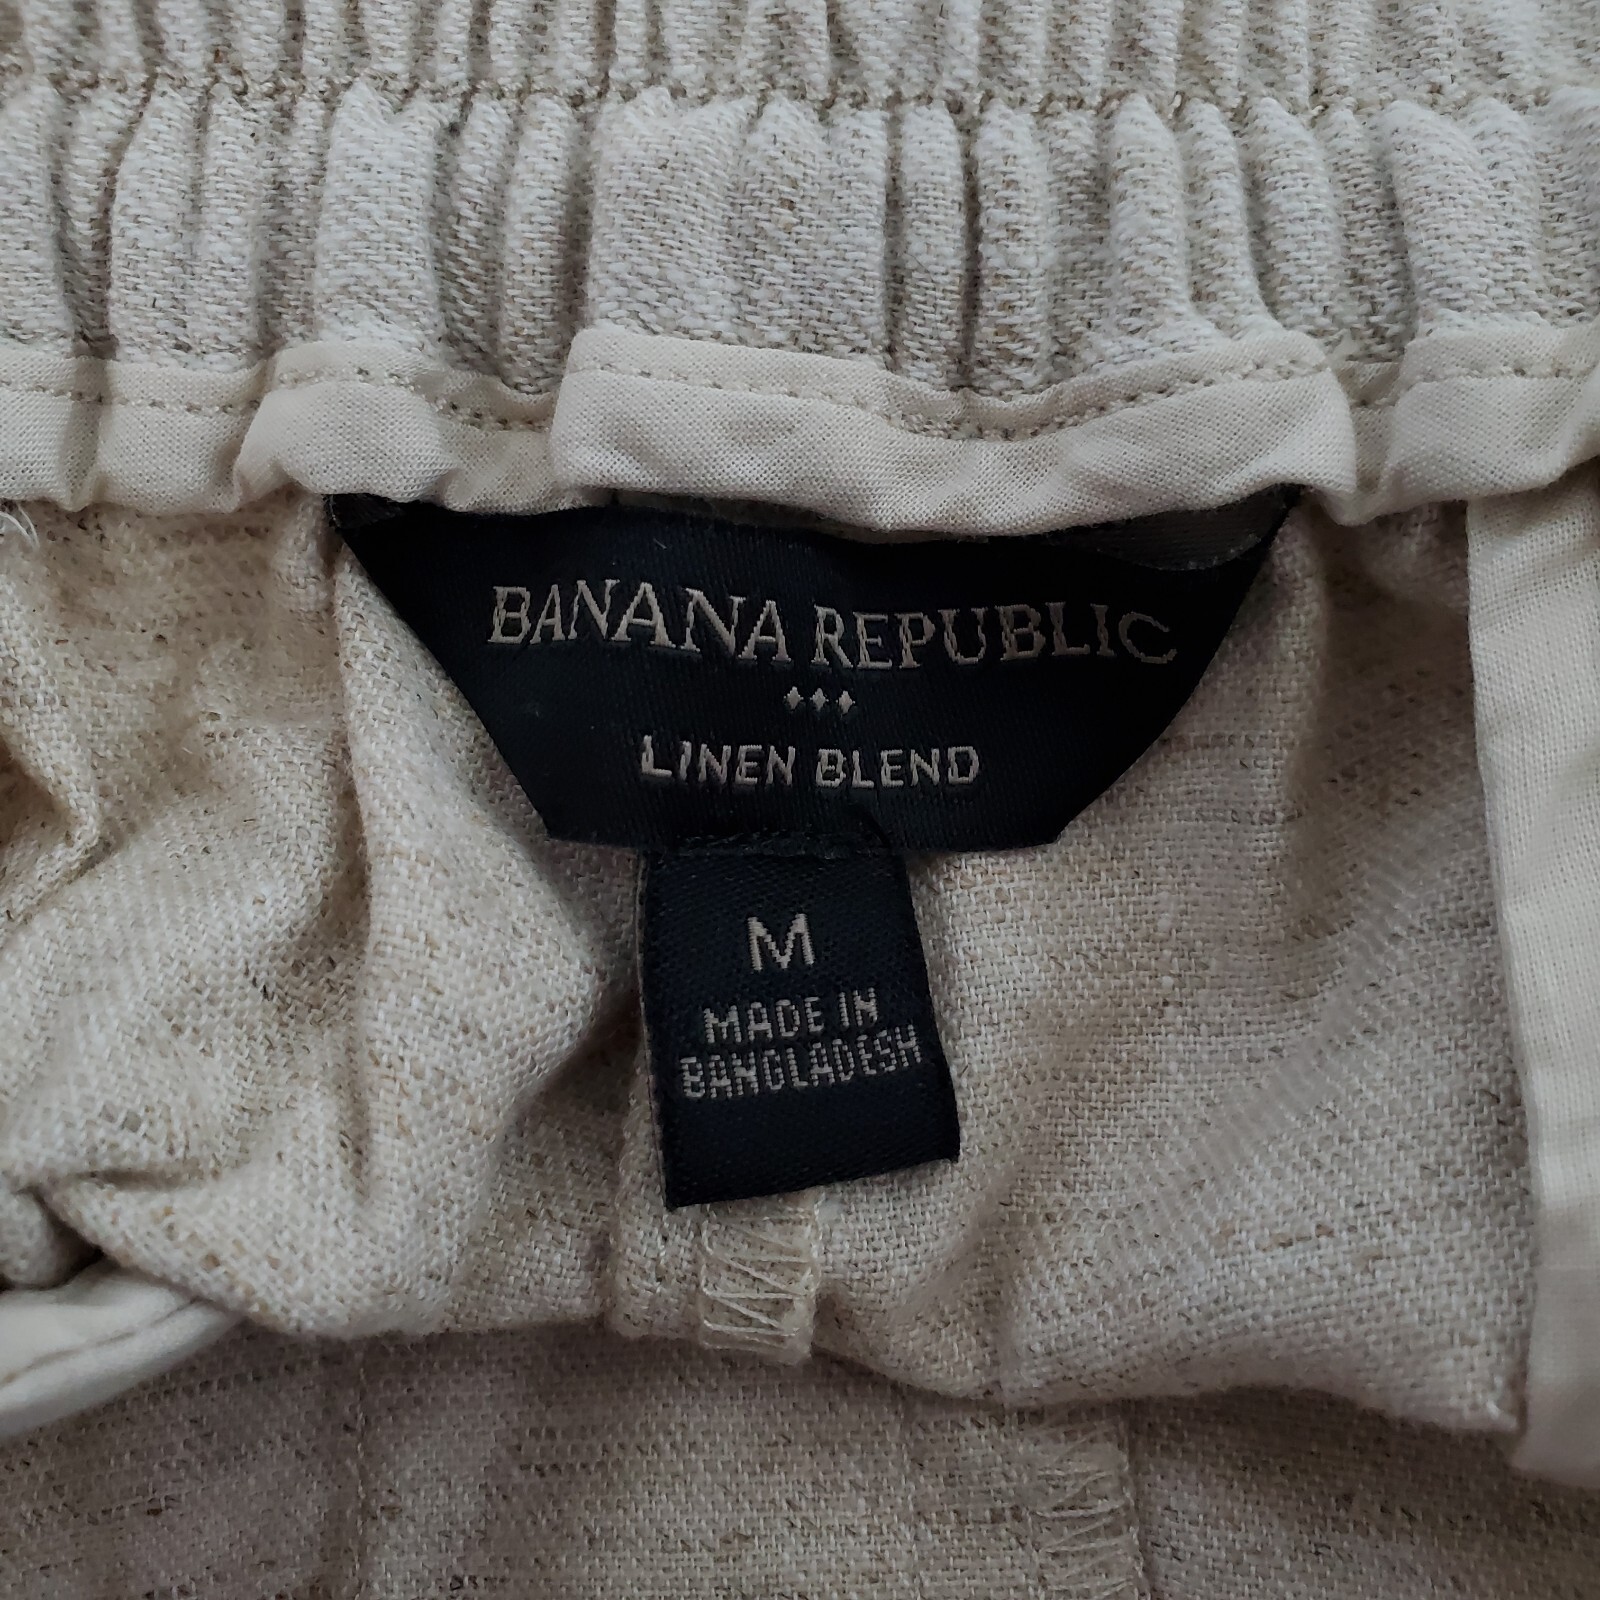 BANANA REPUBLIC
LINEN BLEND
M
MADE IN
BANGLADESH